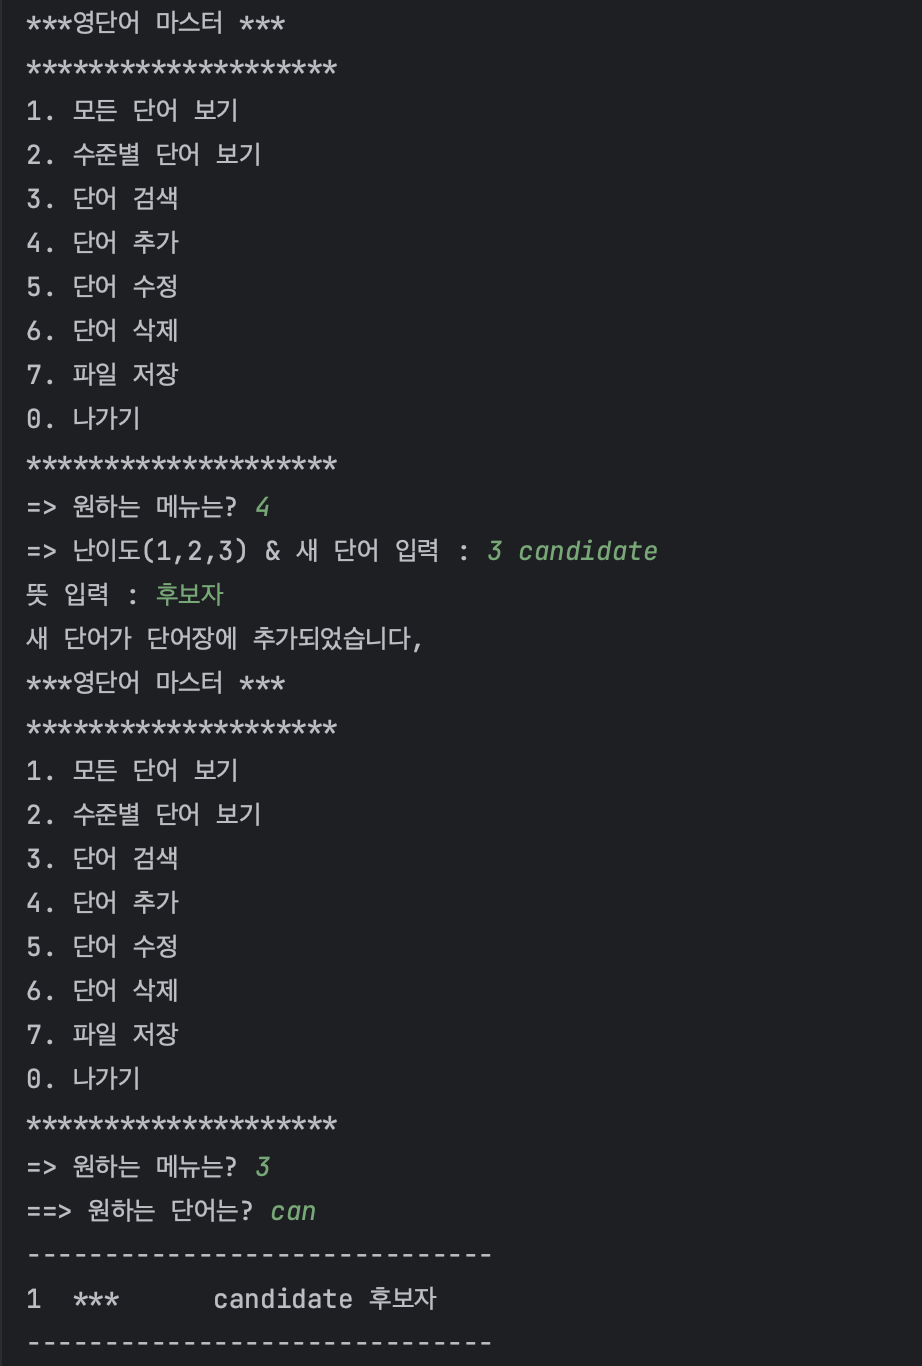 ***영단어 마스터 ***
********************
1. 모든 단어 보기
2. 수준별 단어 보기
3. 단어 검색
4. 단어 추가
5. 단어 수정
6. 단어 삭제
7. 파일 저장
0. 나가기
********************
=> 원하는 메뉴는? 4
=> 난이도(1,2,3) & 새 단어 입력 : 3 candidate
뜻 입력 : 후보자
새 단어가 단어장에 추가되었습니다,
***영단어 마스터 ***
********************
1. 모든 단어 보기
2. 수준별 단어 보기
3. 단어 검색
4. 단어 추가
5. 단어 수정
6. 단어 삭제
7. 파일 저장
0. 나가기
********************
=> 원하는 메뉴는? 3
==> 원하는 단어는? can
------------------------------
1  ***      candidate 후보자
------------------------------